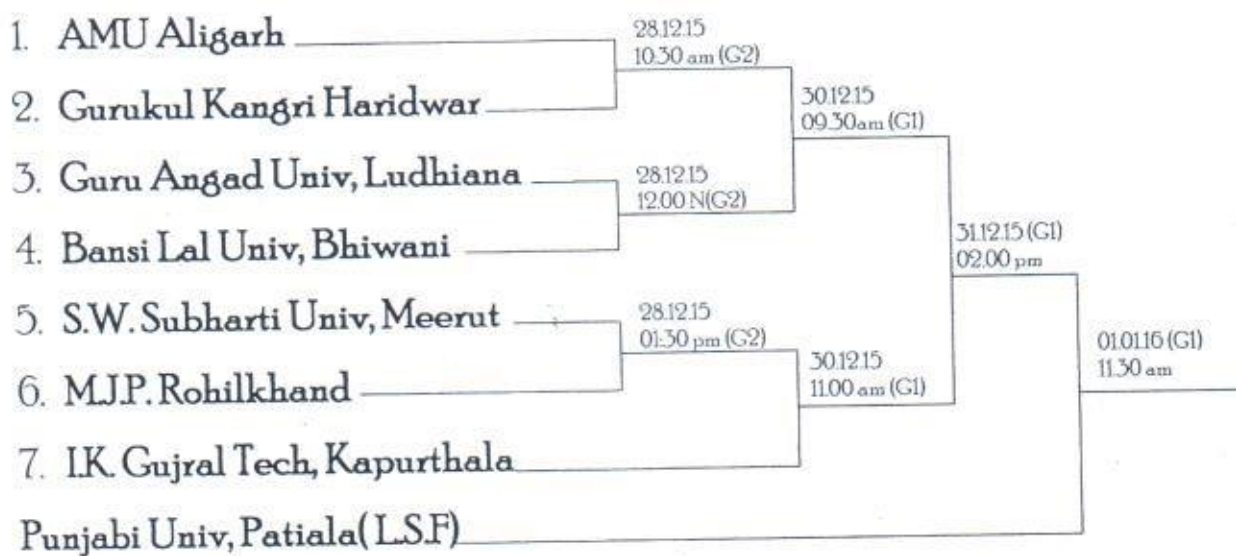 1. AMU Aligarh
28.12.15
10.30 am (G2)
2. Gurukul Kangri Haridwar
30.12.15
09.30am (G1)
3. Guru Angad Univ, Ludhiana
28.12.15
12.00 N(G2)
4. Bansi Lal Univ, Bhiwani
31.12.15 (G1)
02.00 pm
5. S.W. Subharti Univ, Meerut
28.12.15
01:30 pm (G2)
6. M.J.P. Rohilkhand
30.12.15
11.00 am (G1)
01.01.16 (G1)
11.30 am
7. I.K. Gujral Tech, Kapurthala
Punjabi Univ, Patiala( L.S.F)